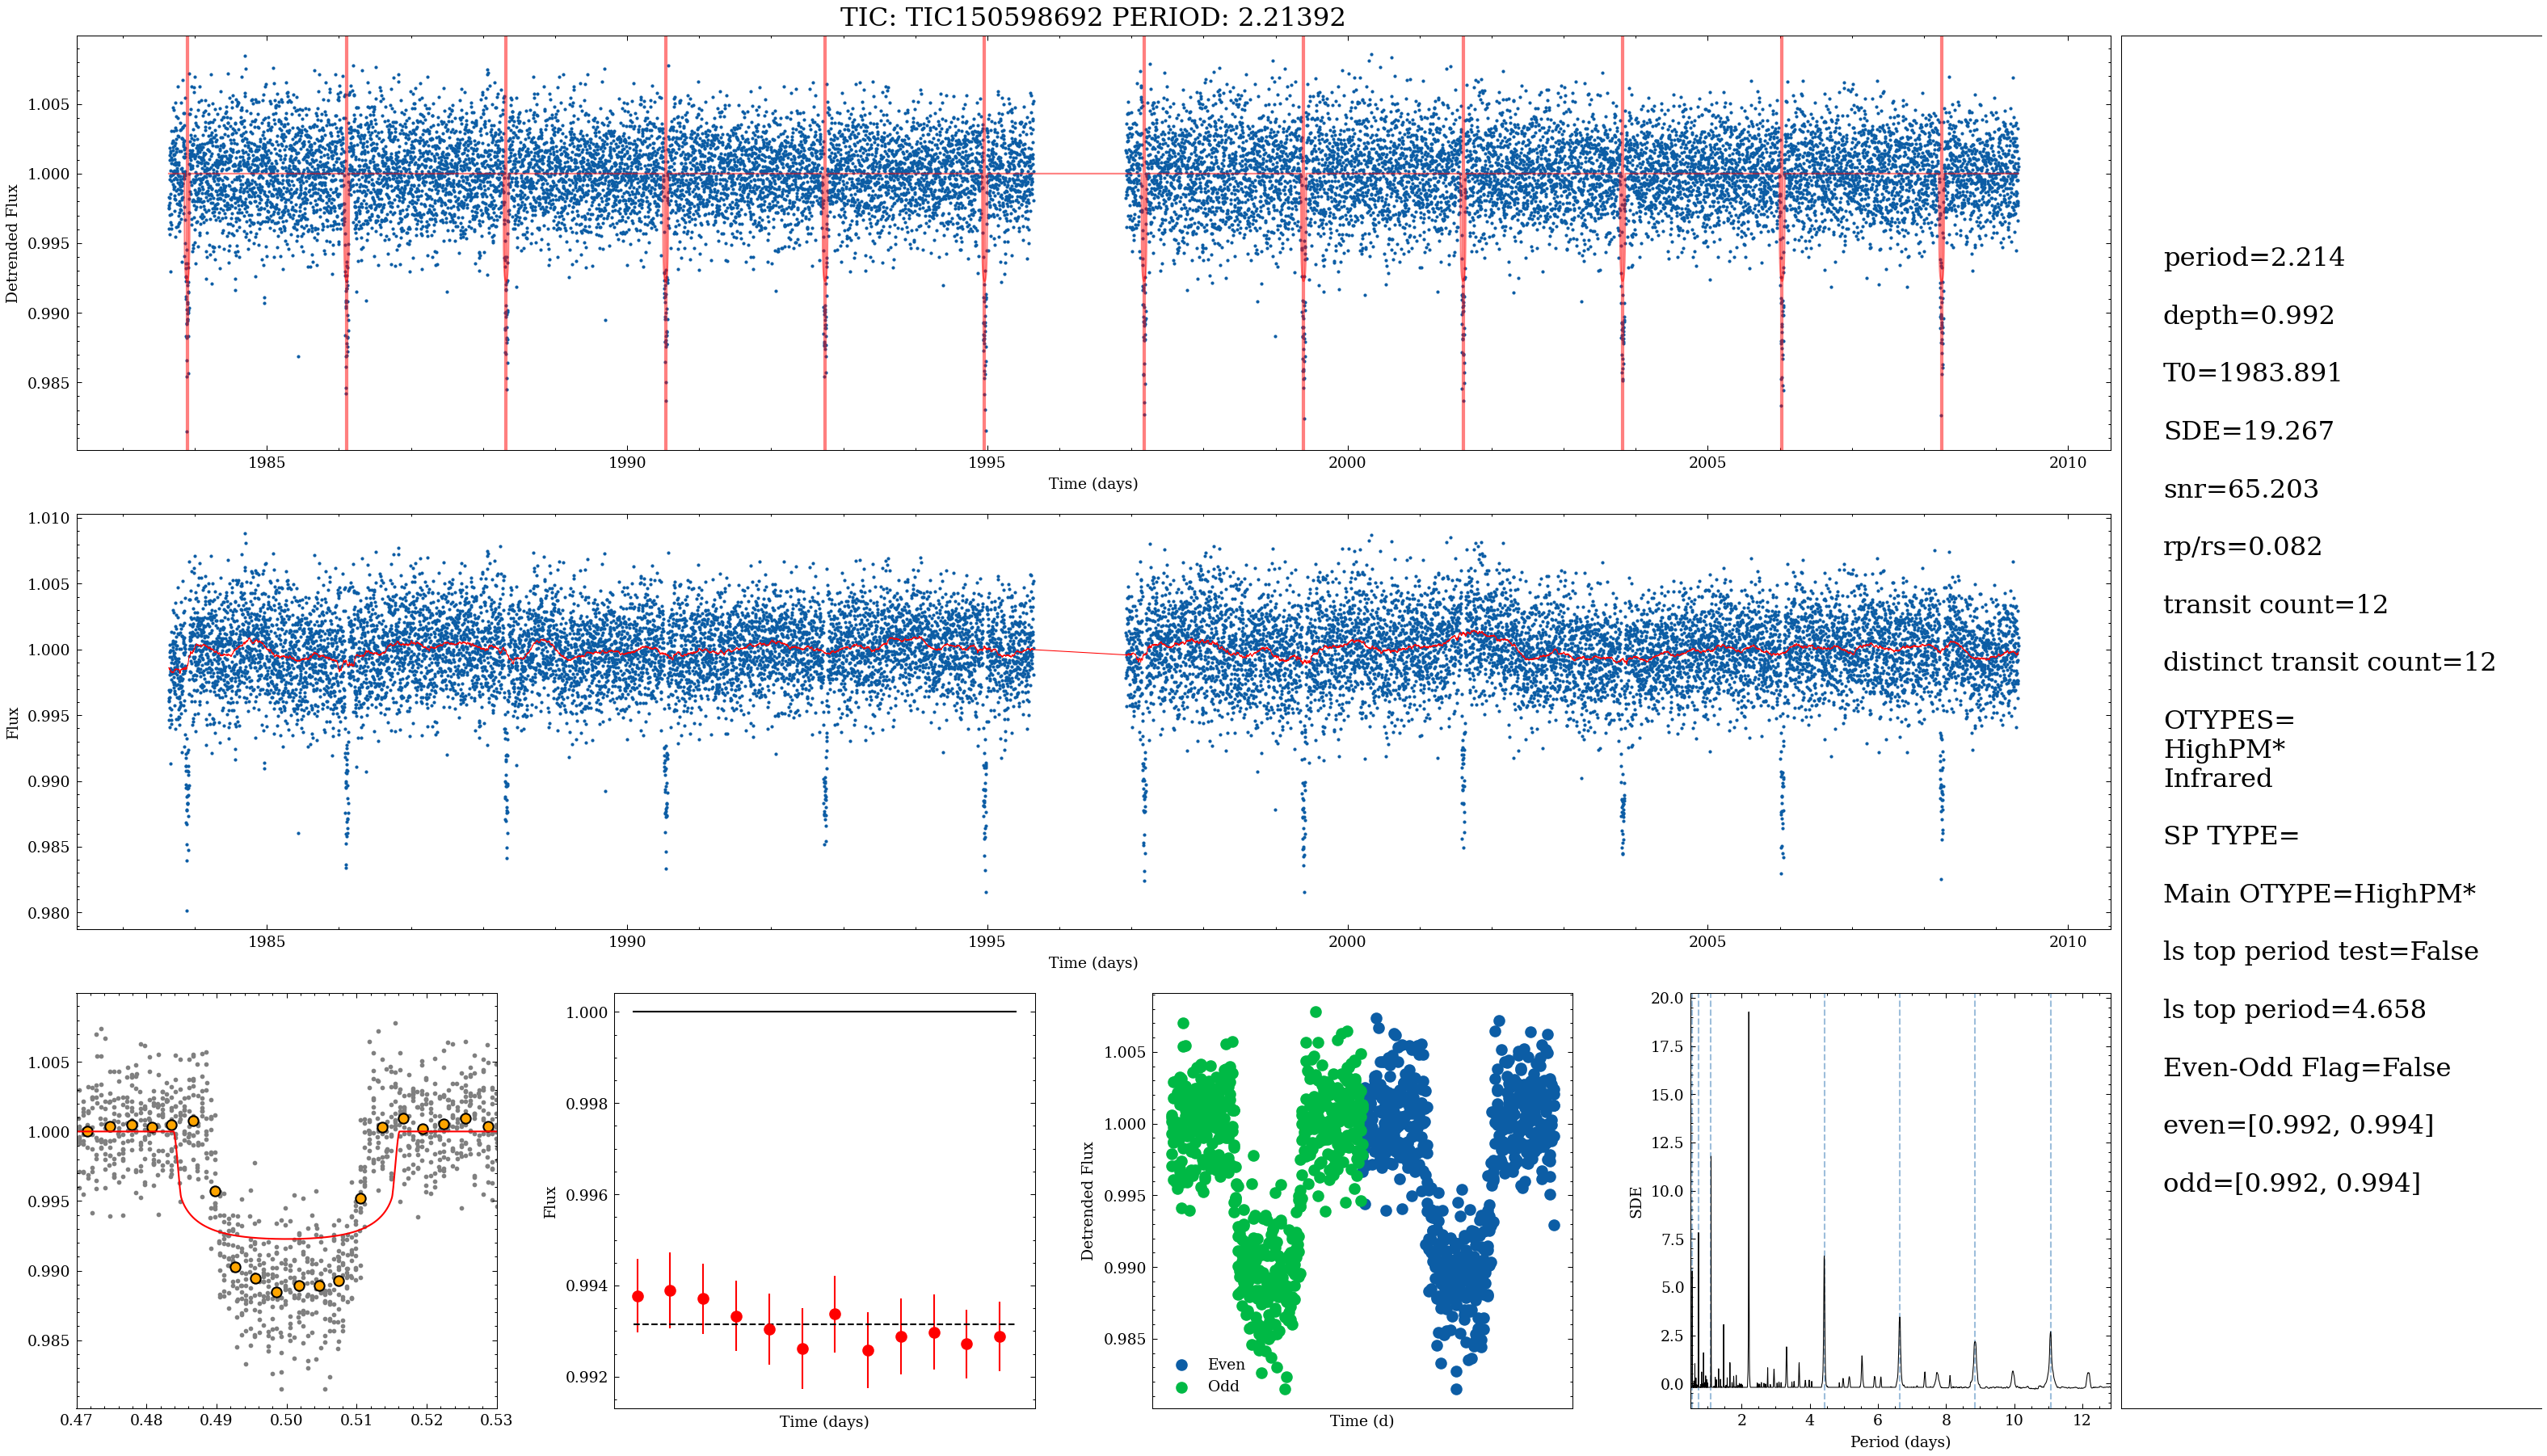 TIC: TIC150598692 PERIOD: 2.21392
Detrended Flux
1.005
1.000
0.995
0.990
0.985
1985 1990 1995 2000 2005 2010
Time (days)
Flux
1.010
1.005
1.000
0.995
0.990
0.985
0.980
1985 1990 1995 2000 2005 2010
Time (days)
1.005
1.000
0.995
0.990
0.985
0.47 0.48 0.49 0.50 0.51 0.52 0.53
Flux
1.000
0.998
0.996
0.994
0.992
Time (days)
Detrended Flux
1.005
1.000
0.995
0.990
0.985
Even
Odd
Time (d)
SDE
20.0
17.5
15.0
12.5
10.0
7.5
5.0
2.5
0.0
2 4 6 8 10 12
Period (days)
period=2.214
depth=0.992
T0=1983.891
SDE=19.267
snr=65.203
rp/rs=0.082
transit count=12
distinct transit count=12
OTYPES=
HighPM*
Infrared
SP TYPE=
Main OTYPE=HighPM*
ls top period test=False
ls top period=4.658
Even-Odd Flag=False
even=[0.992, 0.994]
odd=[0.992, 0.994]